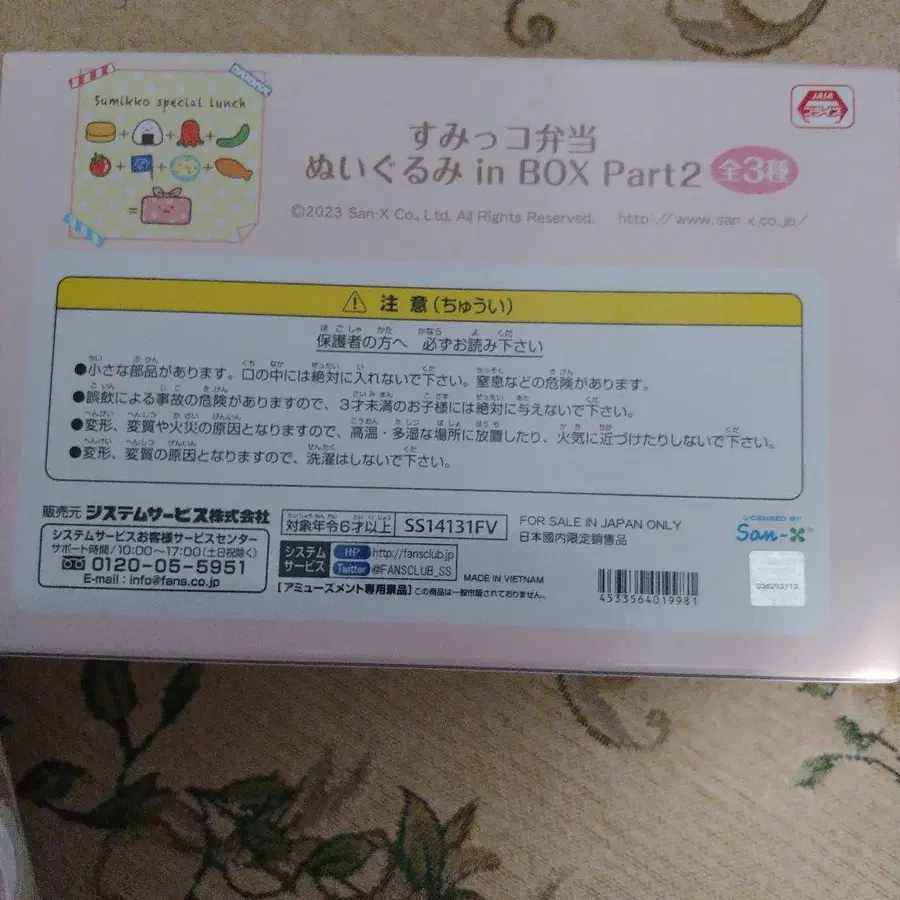 Sumikko special lunch
JAIA
プライズ
すみっコ弁当
ぬいぐるみ in BOX Part2 全3種
©2023 San-X Co., Ltd. All Rights Reserved. http://www.san-x.co.jp/
注意(ちゅうい)
保護者の方へ 必ずお読み下さい
●小さな部品があります。口の中には絶対に入れないで下さい。窒息などの危険があります。
●誤飲による事故の危険がありますので、3才未満のお子様には絶対に与えないで下さい。
●変形、変質や火災の原因となりますので、高温・多湿な場所に放置したり、火気に近づけたりしないで下さい。
●変形、変質の原因となりますので、洗濯はしないで下さい。
販売元 システムサービス株式会社
システムサービスお客様サービスセンター
サポート時間/10:00~17:00(土日祝除く)
0120-05-5951
E-mail:info@fans.co.jp
対象年令6才以上 SS14131FV
システムサービス HP http://fansclub.jp
Twitter @FANSCLUB_SS
MADE IN VIETNAM
[アミューズメント専用景品]この商品は一般市販されておりません。
FOR SALE IN JAPAN ONLY
日本国内限定販売品
4533564019981
LICENSED BY
San-X™